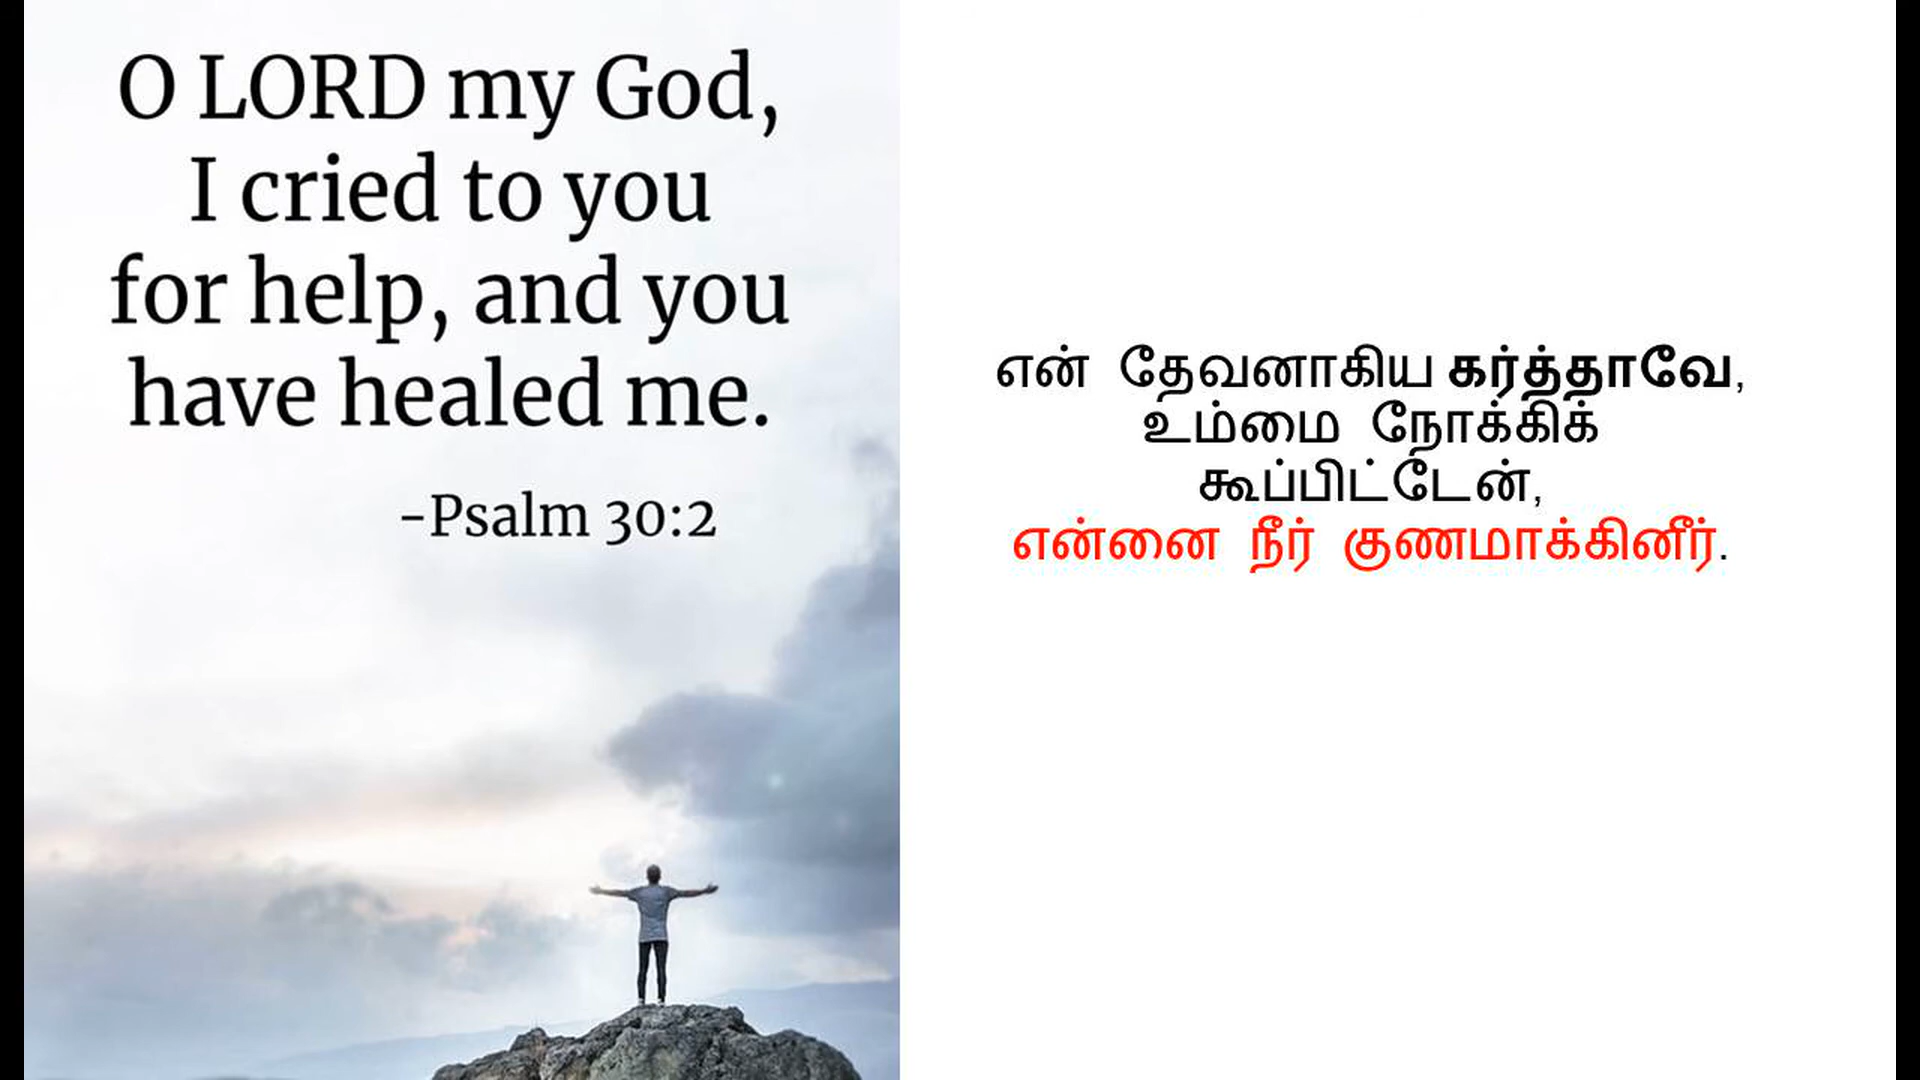 O LORD my God,
I cried to you
for help, and you
have healed me.
-Psalm 30:2
என் தேவனாகிய கர்த்தாவே,
உம்மை நோக்கிக்
கூப்பிட்டேன்,
என்னை நீர் குணமாக்கினீர்.